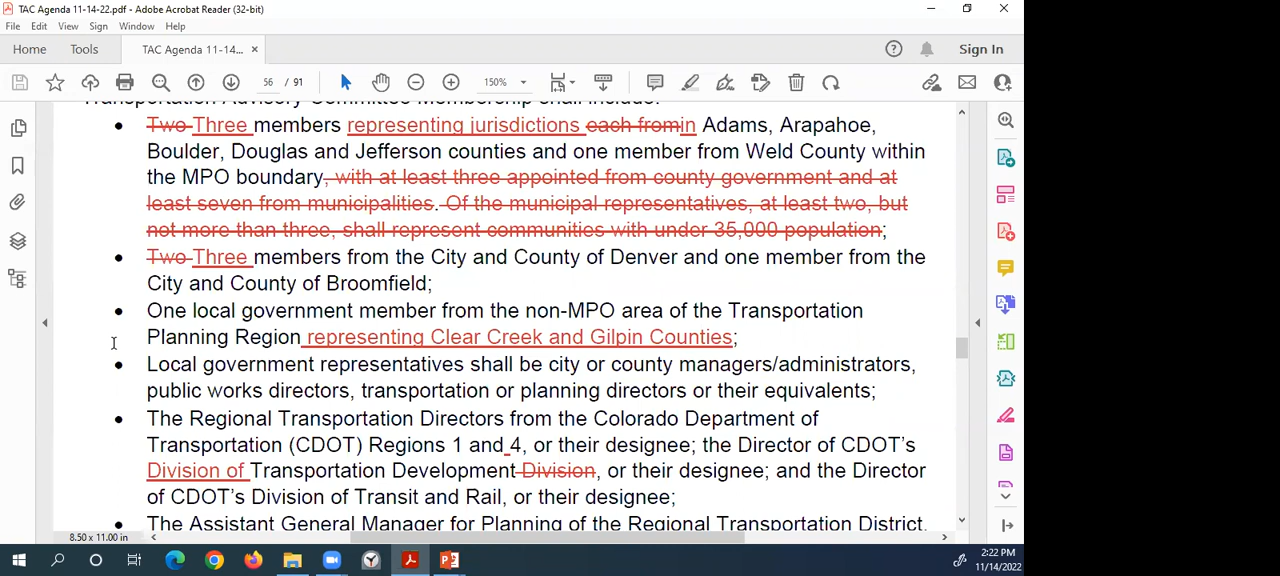 TAC Agenda 11-14-22.pdf - Adobe Acrobat Reader (32-bit)
File Edit View Sign Window Help
Home Tools TAC Agenda 11-14... × Sign In
56 / 91 150%
Transportation Advisory Committee Membership shall include:
• Two Three members representing jurisdictions each fromin Adams, Arapahoe,
Boulder, Douglas and Jefferson counties and one member from Weld County within
the MPO boundary, with at least three appointed from county government and at
least seven from municipalities. Of the municipal representatives, at least two, but
not more than three, shall represent communities with under 35,000 population;
• Two Three members from the City and County of Denver and one member from the
City and County of Broomfield;
• One local government member from the non-MPO area of the Transportation
Planning Region representing Clear Creek and Gilpin Counties;
• Local government representatives shall be city or county managers/administrators,
public works directors, transportation or planning directors or their equivalents;
• The Regional Transportation Directors from the Colorado Department of
Transportation (CDOT) Regions 1 and 4, or their designee; the Director of CDOT's
Division of Transportation Development Division, or their designee; and the Director
of CDOT's Division of Transit and Rail, or their designee;
• The Assistant General Manager for Planning of the Regional Transportation District,
8.50 x 11.00 in
2:22 PM
11/14/2022